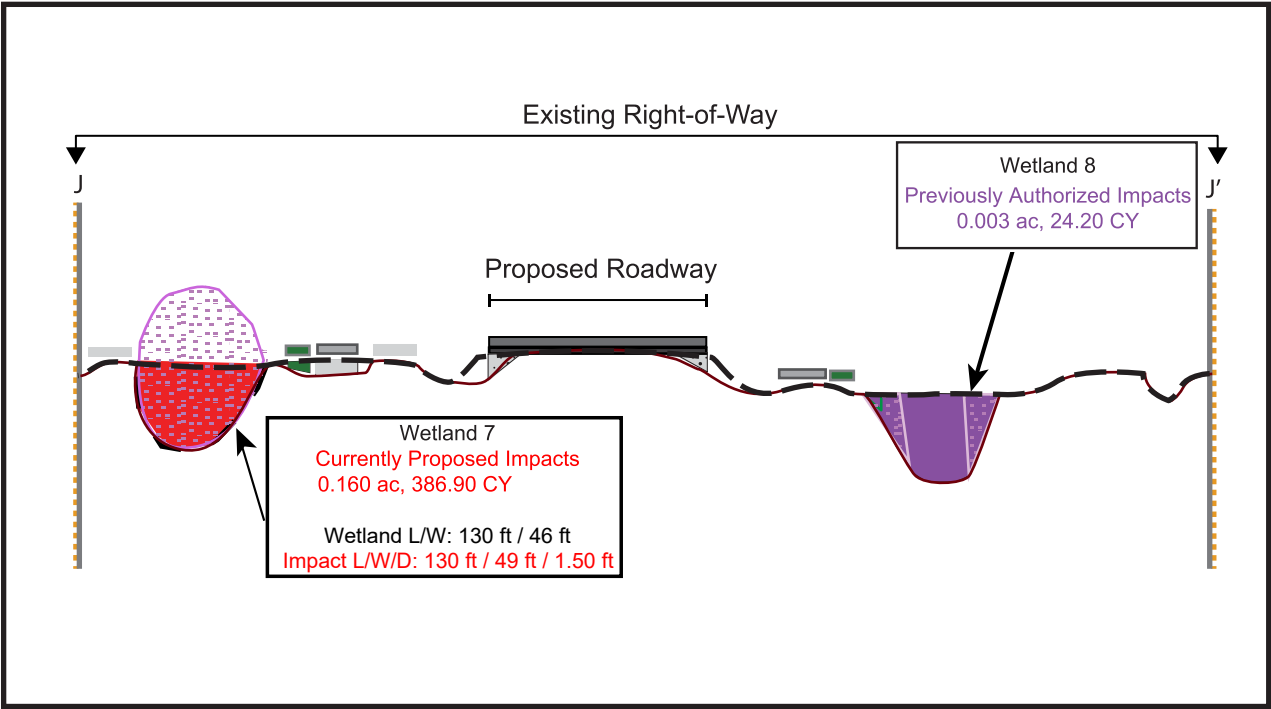 Existing Right-of-Way
J
J’
Wetland 8
Previously Authorized Impacts
0.003 ac, 24.20 CY
Proposed Roadway
Wetland 7
Currently Proposed Impacts
0.160 ac, 386.90 CY
Wetland L/W: 130 ft / 46 ft
Impact L/W/D: 130 ft / 49 ft / 1.50 ft